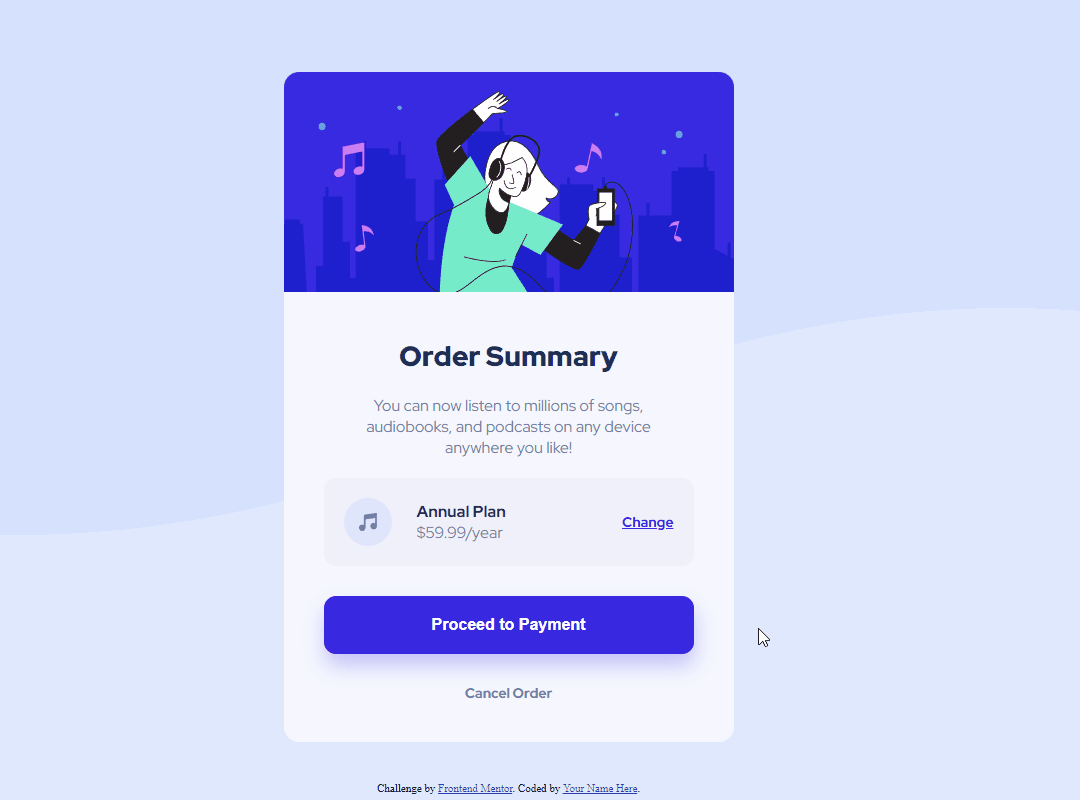 Order Summary
You can now listen to millions of songs,
audiobooks, and podcasts on any device
anywhere you like!
Annual Plan
$59.99/year
Change
Proceed to Payment
Cancel Order
Challenge by Frontend Mentor. Coded by Your Name Here.